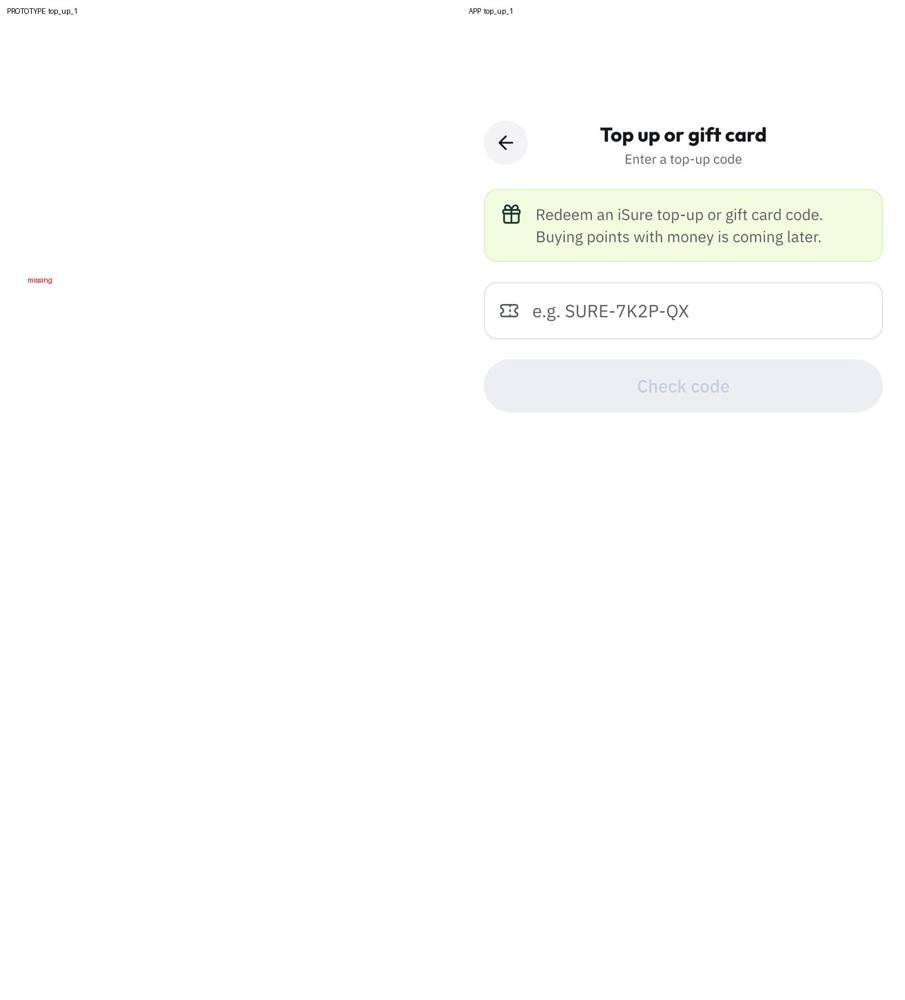 PROTOTYPE top_up_1
APP top_up_1
missing
Top up or gift card
Enter a top-up code
Redeem an iSure top-up or gift card code.
Buying points with money is coming later.
e.g. SURE-7K2P-QX
Check code